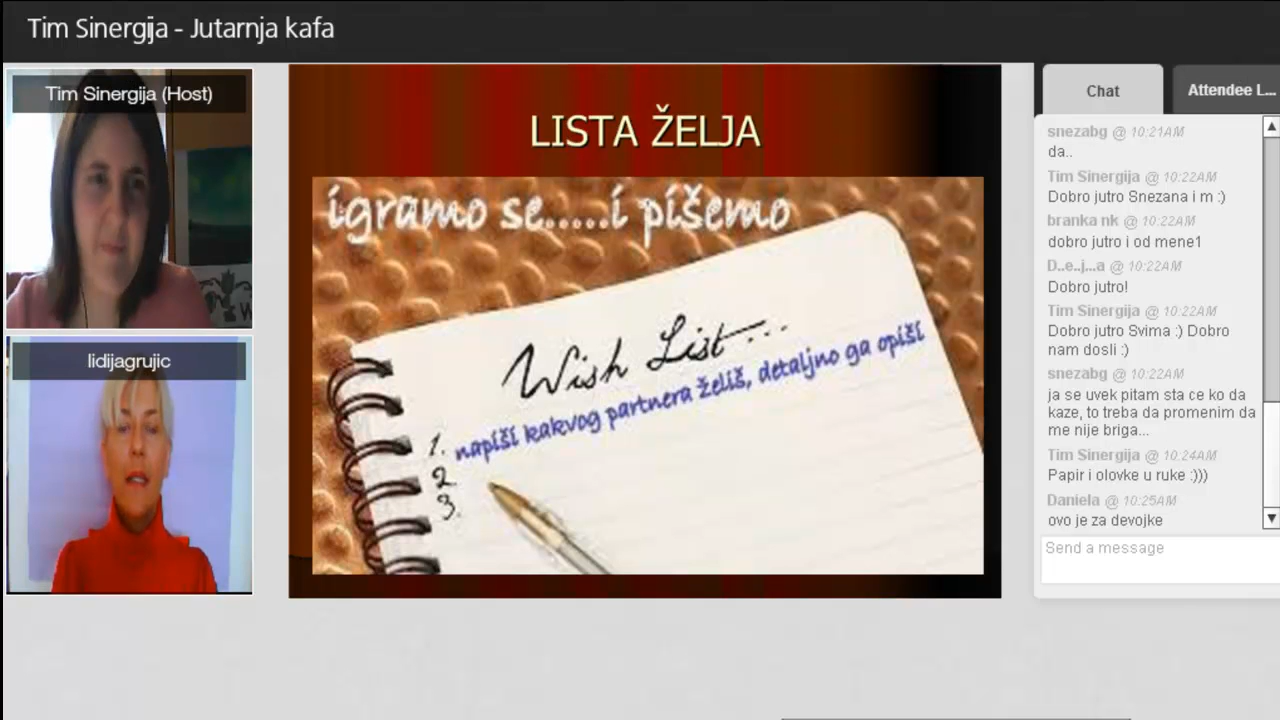 Tim Sinergija - Jutarnja kafa
Tim Sinergija (Host)
lidijagrujic
LISTA ŽELJA
igramo se.....i pišemo
Wish List...
1. napiši kakvog partnera želiš, detaljno ga opiši
2
3.
Chat
Attendee L...
snezabg @ 10:21AM
da..
Tim Sinergija @ 10:22AM
Dobro jutro Snezana i m :)
branka nk @ 10:22AM
dobro jutro i od mene1
D..e..j...a @ 10:22AM
Dobro jutro!
Tim Sinergija @ 10:22AM
Dobro jutro Svima :) Dobro
nam dosli :)
snezabg @ 10:22AM
ja se uvek pitam sta ce ko da
kaze, to treba da promenim da
me nije briga...
Tim Sinergija @ 10:24AM
Papir i olovke u ruke :)))
Daniela @ 10:25AM
ovo je za devojke
Send a message